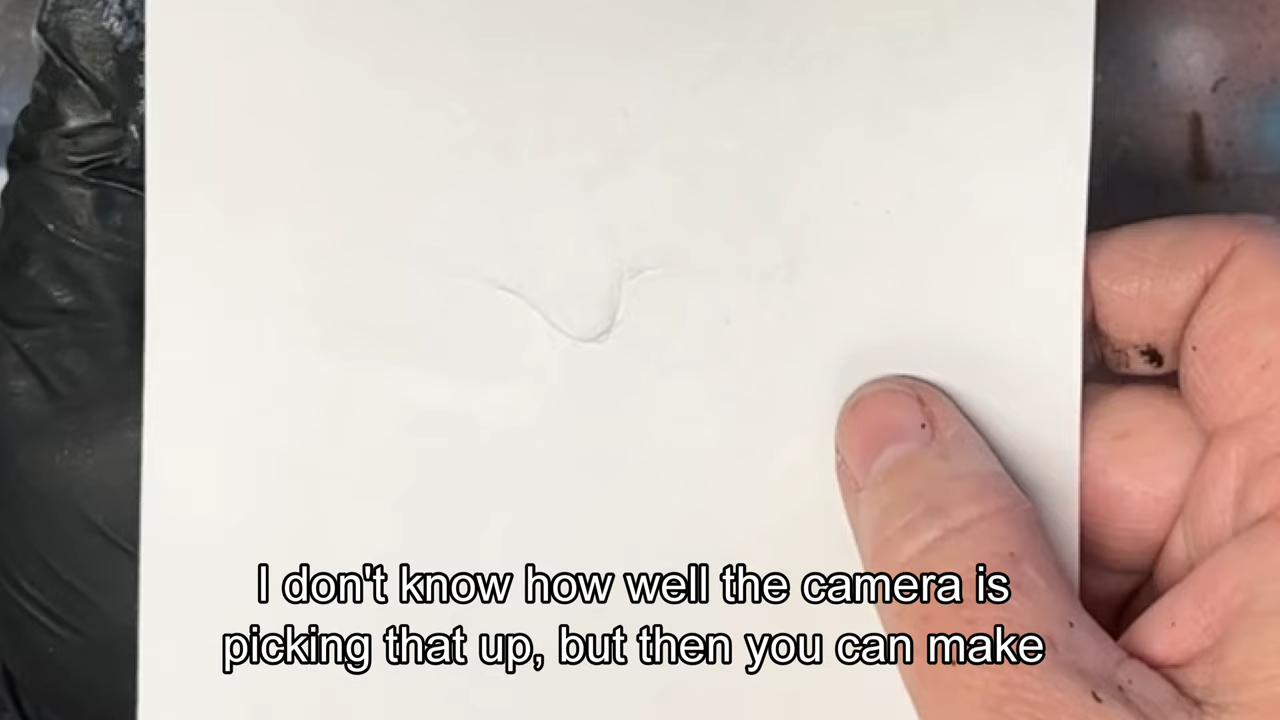 I don't know how well the camera is
picking that up, but then you can make